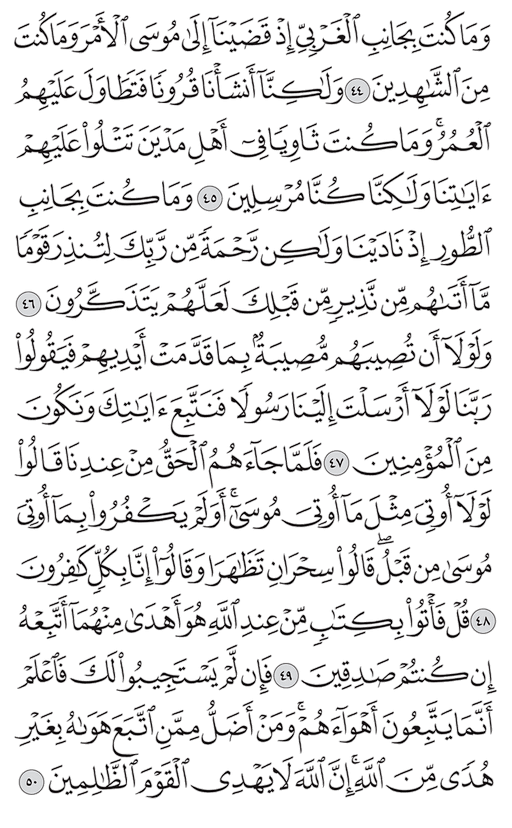 وَمَا كُنتَ بِجَانِبِ ٱلۡغَرۡبِيِّ إِذۡ قَضَيۡنَآ إِلَىٰ مُوسَى ٱلۡأَمۡرَ وَمَا كُنتَ
مِنَ ٱلشَّٰهِدِينَ ٤٤ وَلَٰكِنَّآ أَنشَأۡنَا قُرُونٗا فَتَطَاوَلَ عَلَيۡهِمُ
ٱلۡعُمُرُۚ وَمَا كُنتَ ثَاوِيٗا فِيٓ أَهۡلِ مَدۡيَنَ تَتۡلُواْ عَلَيۡهِمۡ
ءَايَٰتِنَا وَلَٰكِنَّا كُنَّا مُرۡسِلِينَ ٤٥ وَمَا كُنتَ بِجَانِبِ
ٱلطُّورِ إِذۡ نَادَيۡنَا وَلَٰكِن رَّحۡمَةٗ مِّن رَّبِّكَ لِتُنذِرَ قَوۡمٗا
مَّآ أَتَىٰهُم مِّن نَّذِيرٖ مِّن قَبۡلِكَ لَعَلَّهُمۡ يَتَذَكَّرُونَ ٤٦
وَلَوۡلَآ أَن تُصِيبَهُم مُّصِيبَةُۢ بِمَا قَدَّمَتۡ أَيۡدِيهِمۡ فَيَقُولُواْ
رَبَّنَا لَوۡلَآ أَرۡسَلۡتَ إِلَيۡنَا رَسُولٗا فَنَتَّبِعَ ءَايَٰتِكَ وَنَكُونَ
مِنَ ٱلۡمُؤۡمِنِينَ ٤٧ فَلَمَّا جَآءَهُمُ ٱلۡحَقُّ مِنۡ عِندِنَا قَالُواْ
لَوۡلَآ أُوتِيَ مِثۡلَ مَآ أُوتِيَ مُوسَىٰٓۚ أَوَلَمۡ يَكۡفُرُواْ بِمَآ أُوتِيَ
مُوسَىٰ مِن قَبۡلُۖ قَالُواْ سِحۡرَانِ تَظَٰهَرَا وَقَالُوٓاْ إِنَّا بِكُلّٖ كَٰفِرُونَ
٤٨ قُلۡ فَأۡتُواْ بِكِتَٰبٖ مِّنۡ عِندِ ٱللَّهِ هُوَ أَهۡدَىٰ مِنۡهُمَآ أَتَّبِعۡهُ
إِن كُنتُمۡ صَٰدِقِينَ ٤٩ فَإِن لَّمۡ يَسۡتَجِيبُواْ لَكَ فَٱعۡلَمۡ
أَنَّمَا يَتَّبِعُونَ أَهۡوَآءَهُمۡۚ وَمَنۡ أَضَلُّ مِمَّنِ ٱتَّبَعَ هَوَىٰهُ بِغَيۡرِ
هُدٗى مِّنَ ٱللَّهِۚ إِنَّ ٱللَّهَ لَا يَهۡدِي ٱلۡقَوۡمَ ٱلظَّٰلِمِينَ ٥٠